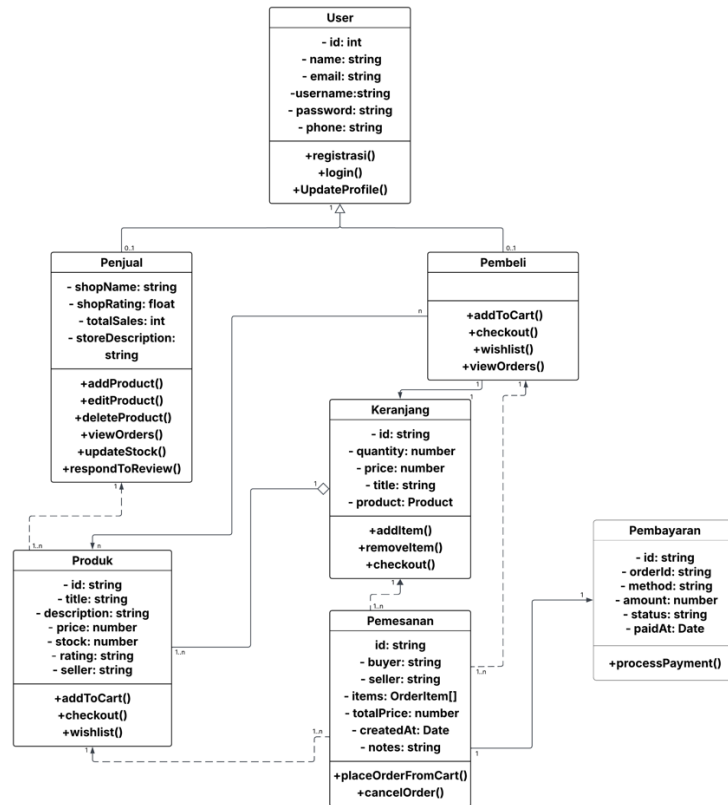 User
- id: int
- name: string
- email: string
-username:string
- password: string
- phone: string
+registrasi()
+login()
+UpdateProfile()
1
0..1
0..1
Penjual
- shopName: string
- shopRating: float
- totalSales: int
- storeDescription:
string
+addProduct()
+editProduct()
+deleteProduct()
+viewOrders()
+updateStock()
+respondToReview()
1
Pembeli
+addToCart()
+checkout()
+wishlist()
+viewOrders()
n
1
1
1
Keranjang
- id: string
- quantity: number
- price: number
- title: string
- product: Product
+addItem()
+removeItem()
+checkout()
1
1
1..n
1..n
n
Produk
- id: string
- title: string
- description: string
- price: number
- stock: number
- rating: string
- seller: string
+addToCart()
+checkout()
+wishlist()
1..n
1
Pemesanan
id: string
- buyer: string
- seller: string
- items: OrderItem[]
- totalPrice: number
- createdAt: Date
- notes: string
+placeOrderFromCart()
+cancelOrder()
1..n
1..n
1
1
Pembayaran
- id: string
- orderId: string
- method: string
- amount: number
- status: string
- paidAt: Date
+processPayment()